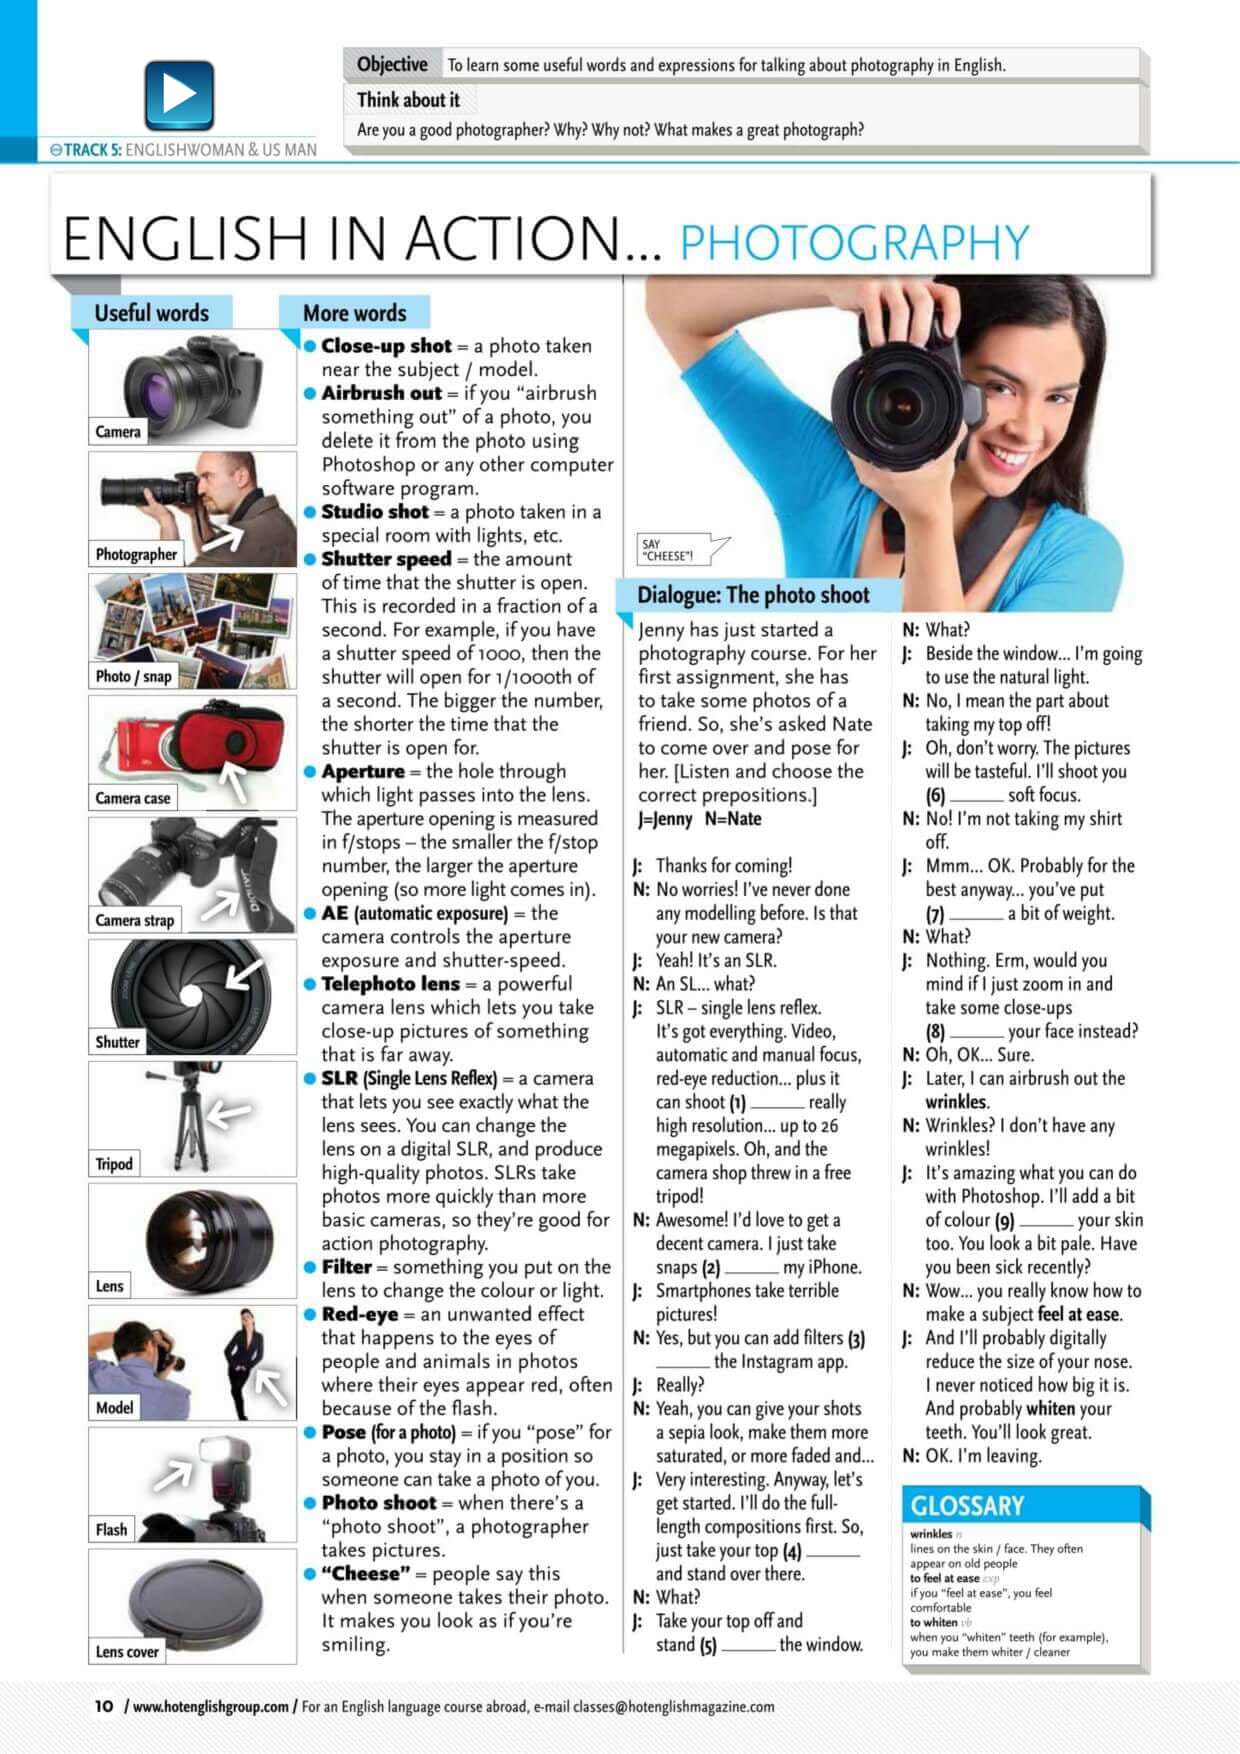 Objective To learn some useful words and expressions for talking about photography in English.
Think about it
Are you a good photographer? Why? Why not? What makes a great photograph?
TRACK 5: ENGLISHWOMAN & US MAN
ENGLISH IN ACTION... PHOTOGRAPHY
Useful words
Camera
Photographer
Photo / snap
Camera case
Camera strap
Shutter
Tripod
Lens
Model
Flash
Lens cover
More words
Close-up shot = a photo taken
near the subject / model.
Airbrush out = if you “airbrush
something out” of a photo, you
delete it from the photo using
Photoshop or any other computer
software program.
Studio shot = a photo taken in a
special room with lights, etc.
Shutter speed = the amount
of time that the shutter is open.
This is recorded in a fraction of a
second. For example, if you have
a shutter speed of 1000, then the
shutter will open for 1/1000th of
a second. The bigger the number,
the shorter the time that the
shutter is open for.
Aperture = the hole through
which light passes into the lens.
The aperture opening is measured
in f/stops – the smaller the f/stop
number, the larger the aperture
opening (so more light comes in).
AE (automatic exposure) = the
camera controls the aperture
exposure and shutter-speed.
Telephoto lens = a powerful
camera lens which lets you take
close-up pictures of something
that is far away.
SLR (Single Lens Reflex) = a camera
that lets you see exactly what the
lens sees. You can change the
lens on a digital SLR, and produce
high-quality photos. SLRs take
photos more quickly than more
basic cameras, so they’re good for
action photography.
Filter = something you put on the
lens to change the colour or light.
Red-eye = an unwanted effect
that happens to the eyes of
people and animals in photos
where their eyes appear red, often
because of the flash.
Pose (for a photo) = if you “pose” for
a photo, you stay in a position so
someone can take a photo of you.
Photo shoot = when there’s a
“photo shoot”, a photographer
takes pictures.
“Cheese” = people say this
when someone takes their photo.
It makes you look as if you’re
smiling.
SAY
“CHEESE”!
Dialogue: The photo shoot
Jenny has just started a
photography course. For her
first assignment, she has
to take some photos of a
friend. So, she’s asked Nate
to come over and pose for
her. [Listen and choose the
correct prepositions.]
J=Jenny N=Nate
J: Thanks for coming!
N: No worries! I’ve never done
any modelling before. Is that
your new camera?
J: Yeah! It’s an SLR.
N: An SL... what?
J: SLR – single lens reflex.
It’s got everything. Video,
automatic and manual focus,
red-eye reduction... plus it
can shoot (1) ______ really
high resolution... up to 26
megapixels. Oh, and the
camera shop threw in a free
tripod!
N: Awesome! I’d love to get a
decent camera. I just take
snaps (2) ______ my iPhone.
J: Smartphones take terrible
pictures!
N: Yes, but you can add filters (3)
______ the Instagram app.
J: Really?
N: Yeah, you can give your shots
a sepia look, make them more
saturated, or more faded and...
J: Very interesting. Anyway, let’s
get started. I’ll do the full-
length compositions first. So,
just take your top (4) ______
and stand over there.
N: What?
J: Take your top off and
stand (5) ______ the window.
N: What?
J: Beside the window... I’m going
to use the natural light.
N: No, I mean the part about
taking my top off!
J: Oh, don’t worry. The pictures
will be tasteful. I’ll shoot you
(6) ______ soft focus.
N: No! I’m not taking my shirt
off.
J: Mmm... OK. Probably for the
best anyway... you’ve put
(7) ______ a bit of weight.
N: What?
J: Nothing. Erm, would you
mind if I just zoom in and
take some close-ups
(8) ______ your face instead?
N: Oh, OK... Sure.
J: Later, I can airbrush out the
wrinkles.
N: Wrinkles? I don’t have any
wrinkles!
J: It’s amazing what you can do
with Photoshop. I’ll add a bit
of colour (9) ______ your skin
too. You look a bit pale. Have
you been sick recently?
N: Wow... you really know how to
make a subject feel at ease.
J: And I’ll probably digitally
reduce the size of your nose.
I never noticed how big it is.
And probably whiten your
teeth. You’ll look great.
N: OK. I’m leaving.
GLOSSARY
wrinkles n
lines on the skin / face. They often
appear on old people
to feel at ease exp
if you “feel at ease”, you feel
comfortable
to whiten vb
when you “whiten” teeth (for example),
you make them whiter / cleaner
10 / www.hotenglishgroup.com / For an English language course abroad, e-mail classes@hotenglishmagazine.com